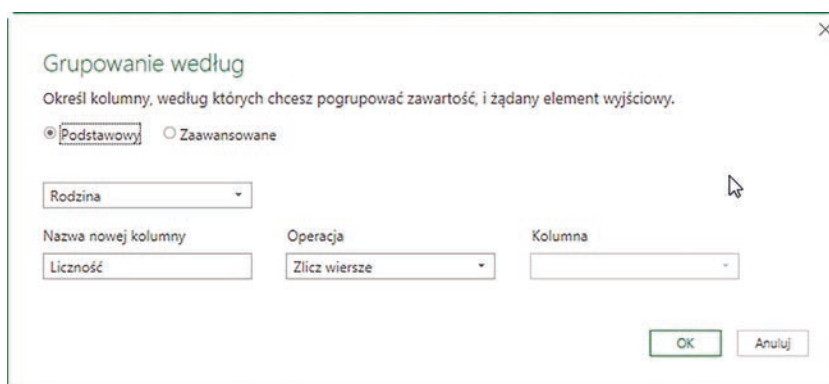 Grupowanie według
Określ kolumny, według których chcesz pogrupować zawartość, i żądany element wyjściowy.
Podstawowy Zaawansowane
Rodzina
Nazwa nowej kolumny Operacja Kolumna
Liczność Zlicz wiersze
OK Anuluj